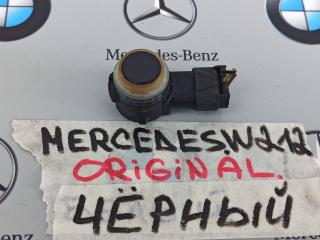 Mercedes-Benz
MERCEDESW212
ORiGiNAL.
ЧЁРНЫЙ